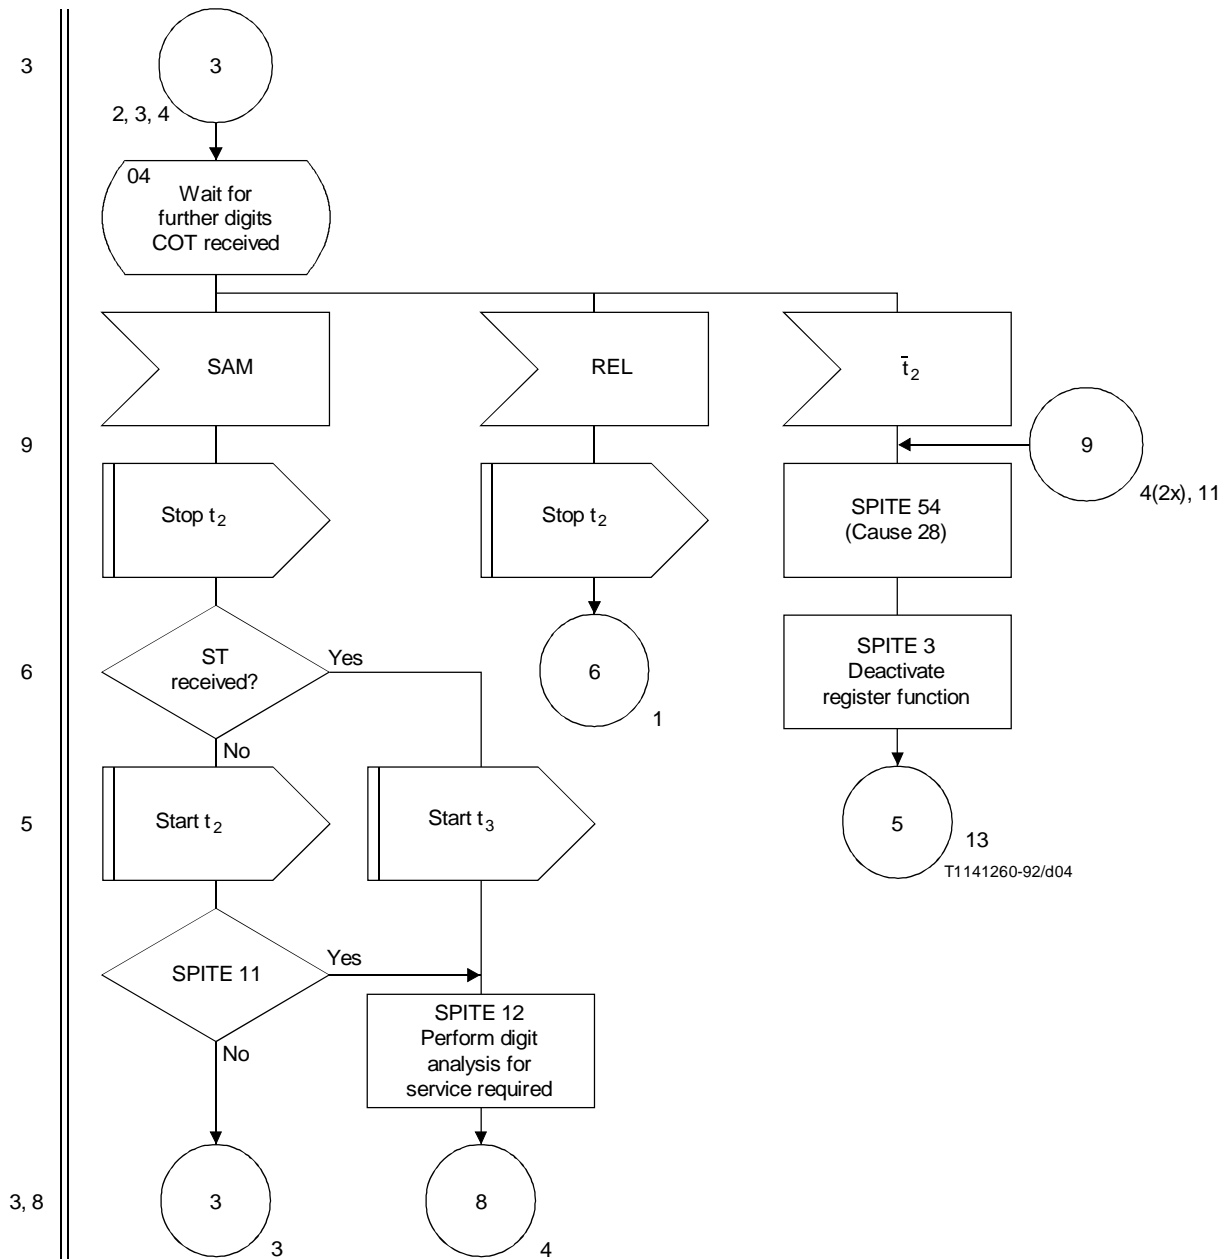 3
3
2, 3, 4
04
Wait for
further digits
COT received
SAM
REL
t̄2
9
9
4(2x), 11
Stop t2
Stop t2
SPITE 54
(Cause 28)
6
ST
received?
Yes
No
6
1
SPITE 3
Deactivate
register function
5
Start t2
Start t3
5
13
T1141260-92/d04
SPITE 11
Yes
No
SPITE 12
Perform digit
analysis for
service required
3, 8
3
3
8
4